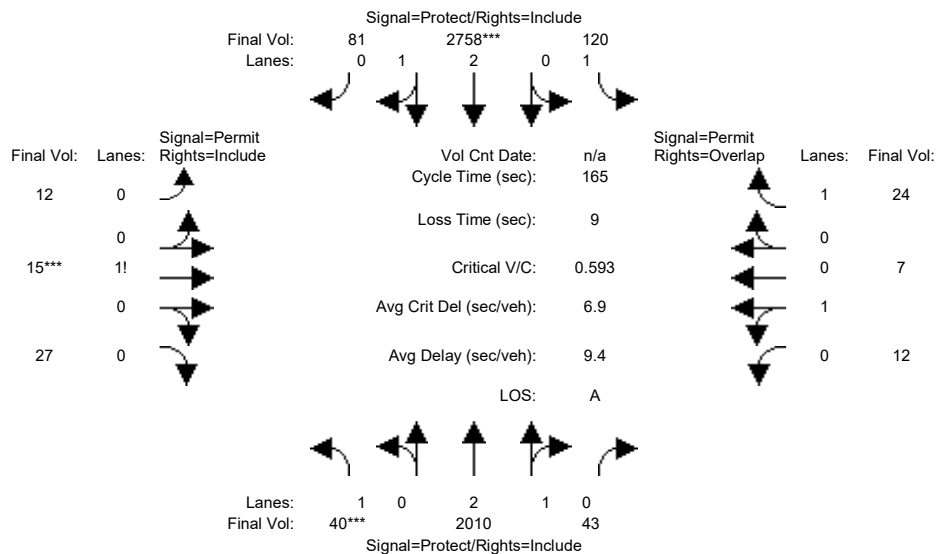 Signal=Protect/Rights=Include
Final Vol: 81 2758*** 120
Lanes: 0 1 2 0 1
Signal=Permit
Final Vol: Lanes: Rights=Include
Vol Cnt Date: n/a
Signal=Permit
Rights=Overlap Lanes: Final Vol:
Cycle Time (sec): 165
12 0
1 24
Loss Time (sec): 9
0
0
15*** 1!
Critical V/C: 0.593
0 7
0
Avg Crit Del (sec/veh): 6.9
1
27 0
Avg Delay (sec/veh): 9.4
0 12
LOS: A
Lanes: 1 0 2 1 0
Final Vol: 40*** 2010 43
Signal=Protect/Rights=Include